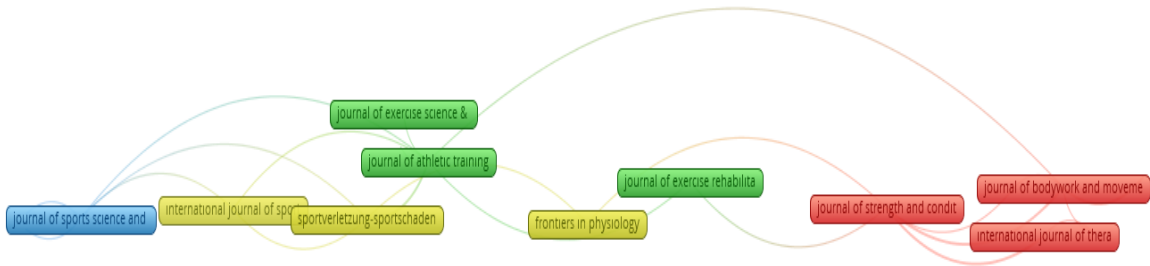 journal of exercise science &
journal of athletic training
journal of exercise rehabilita
journal of bodywork and moveme
journal of sports science and
international journal of spor
sportverletzung-sportschaden
frontiers in physiology
journal of strength and condit
international journal of thera